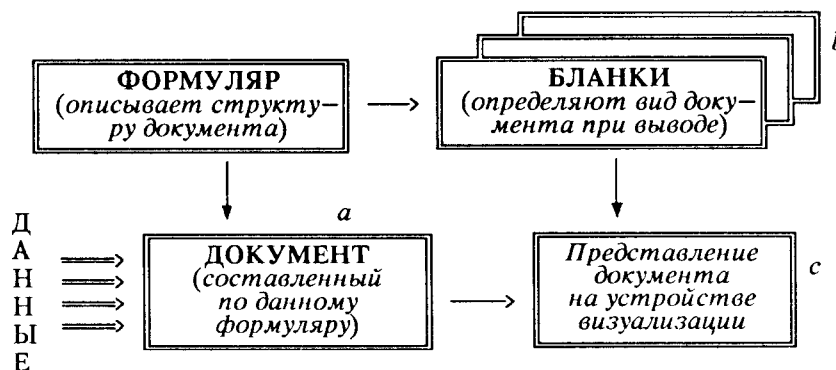 ФОРМУЛЯР
(описывает структу-
ру документа)
БЛАНКИ
(определяют вид доку-
мента при выводе)
b
a
ДАННЫЕ
ДОКУМЕНТ
(составленный
по данному
формуляру)
Представление
документа
на устройстве
визуализации
c